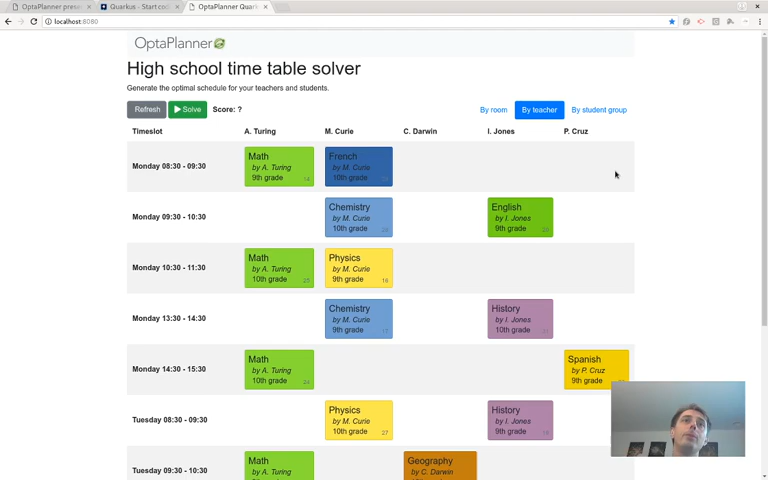 OptaPlanner prese
Quarkus - Start cod
OptaPlanner Quar
localhost:8080
OptaPlanner
High school time table solver
Generate the optimal schedule for your teachers and students.
Refresh
Solve
Score: ?
By room
By teacher
By student group
Timeslot
A. Turing
M. Curie
C. Darwin
I. Jones
P. Cruz
Monday 08:30 - 09:30
Math
by A. Turing
9th grade
14
French
by M. Curie
10th grade
Monday 09:30 - 10:30
Chemistry
by M. Curie
10th grade
English
by I. Jones
9th grade
Monday 10:30 - 11:30
Math
by A. Turing
10th grade
25
Physics
by M. Curie
9th grade
16
Monday 13:30 - 14:30
Chemistry
by M. Curie
9th grade
History
by I. Jones
10th grade
Monday 14:30 - 15:30
Math
by A. Turing
10th grade
Spanish
by P. Cruz
9th grade
Tuesday 08:30 - 09:30
Physics
by M. Curie
10th grade
27
History
by I. Jones
9th grade
Tuesday 09:30 - 10:30
Math
by A. Turing
Geography
by C. Darwin